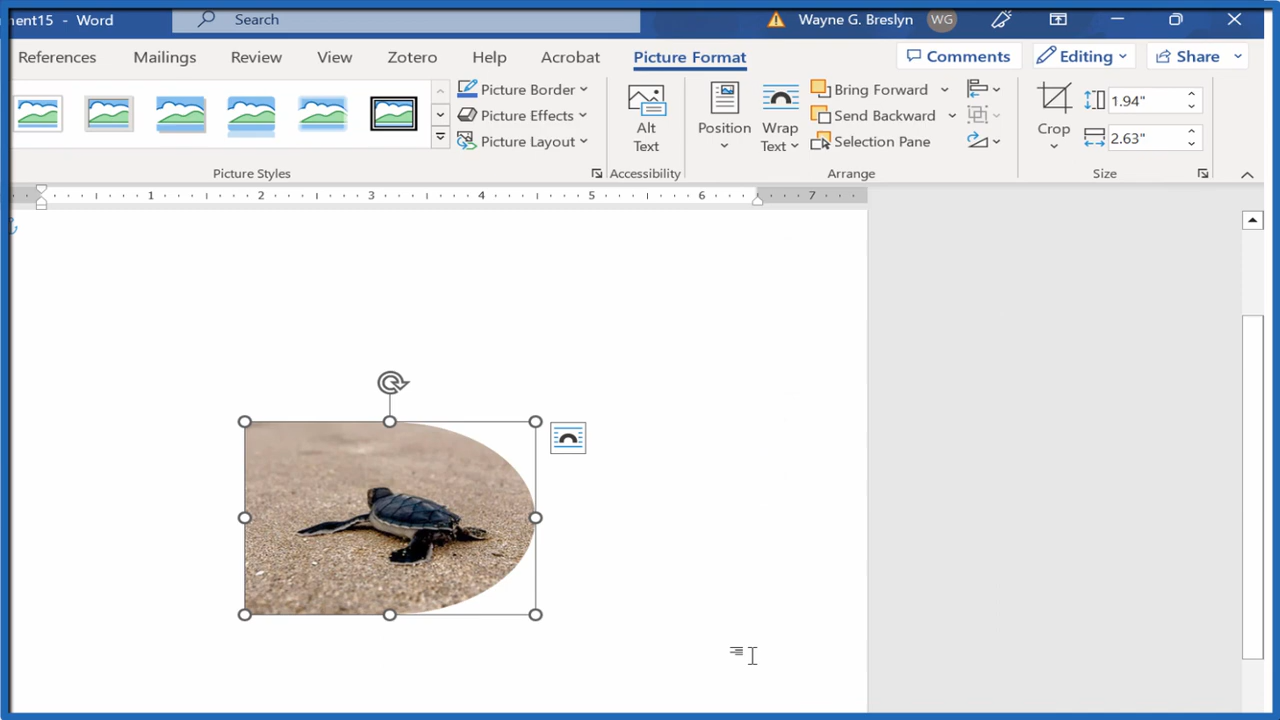 ment15 - Word Search Wayne G. Breslyn WG
References Mailings Review View Zotero Help Acrobat Picture Format Comments Editing Share
Picture Border
Picture Effects
Picture Layout
Picture Styles
Alt
Text
Accessibility
Position
Wrap
Text
Bring Forward
Send Backward
Selection Pane
Arrange
Crop
1.94"
2.63"
Size
1 2 3 4 5 6 7